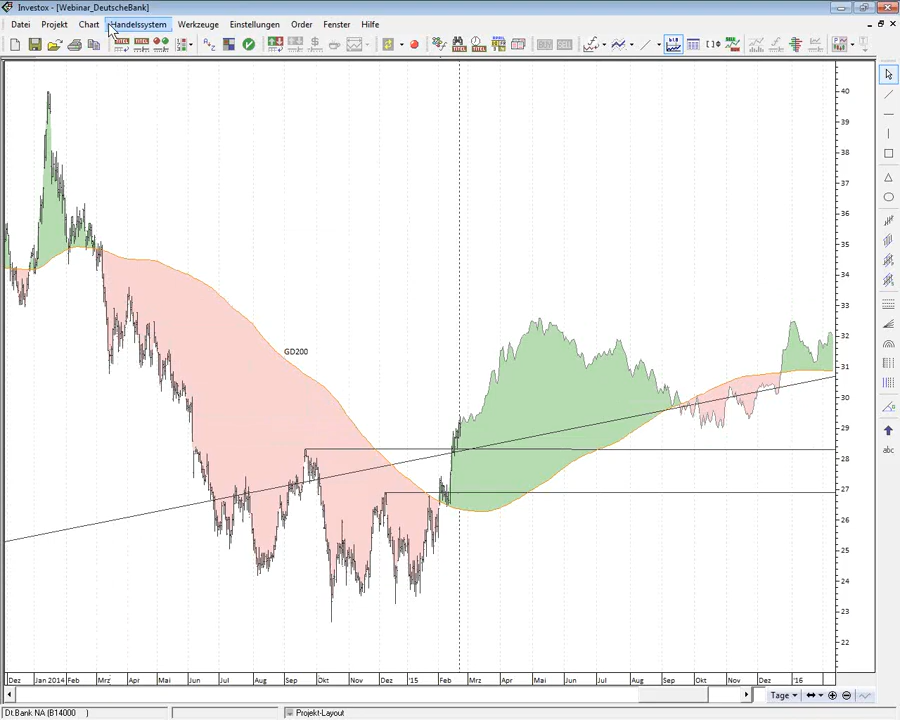 Investox - [Webinar_DeutscheBank]
Datei Projekt Chart Handelssystem Werkzeuge Einstellungen Order Fenster Hilfe
40
39
38
37
36
35
34
33
32
31
30
29
28
27
26
25
24
23
22
GD200
abc
Dez Jan 2014 Feb Mrz Apr Mai Jun Jul Aug Sep Okt Nov Dez '15 Feb Mrz Apr Mai Jun Jul Aug Sep Okt Nov Dez '16
Tage
Dt.Bank NA (B14000 ) Projekt-Layout